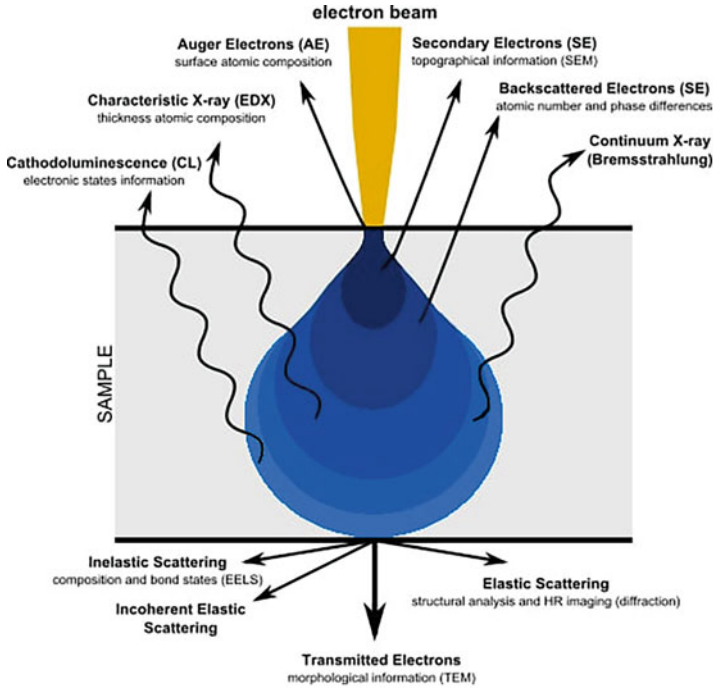 electron beam
Auger Electrons (AE)
surface atomic composition
Secondary Electrons (SE)
topographical information (SEM)
Characteristic X-ray (EDX)
thickness atomic composition
Backscattered Electrons (SE)
atomic number and phase differences
Cathodoluminescence (CL)
electronic states information
Continuum X-ray
(Bremsstrahlung)
SAMPLE
Inelastic Scattering
composition and bond states (EELS)
Incoherent Elastic
Scattering
Elastic Scattering
structural analysis and HR imaging (diffraction)
Transmitted Electrons
morphological information (TEM)